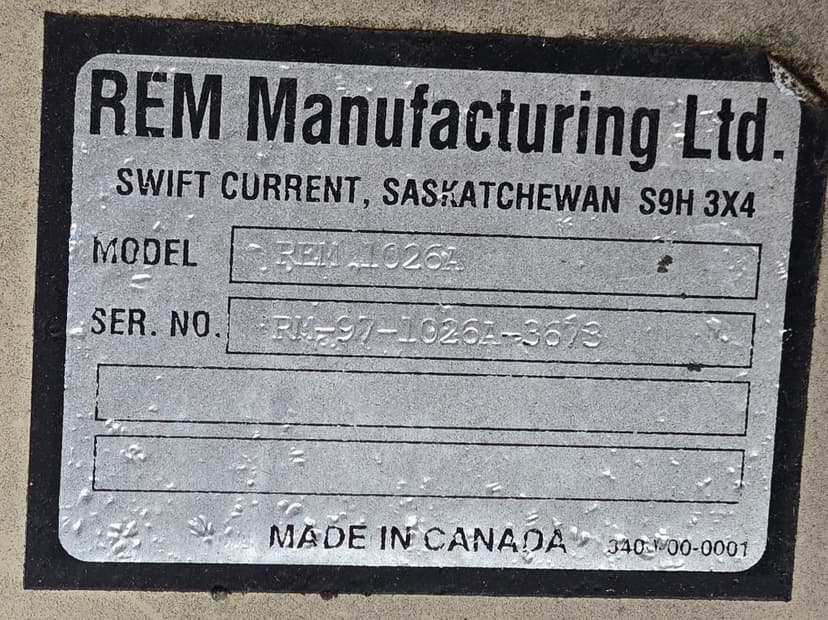 REM Manufacturing Ltd.
SWIFT CURRENT, SASKATCHEWAN S9H 3X4
MODEL REM 1026A
SER. NO. RM-97-1026A-3673
MADE IN CANADA